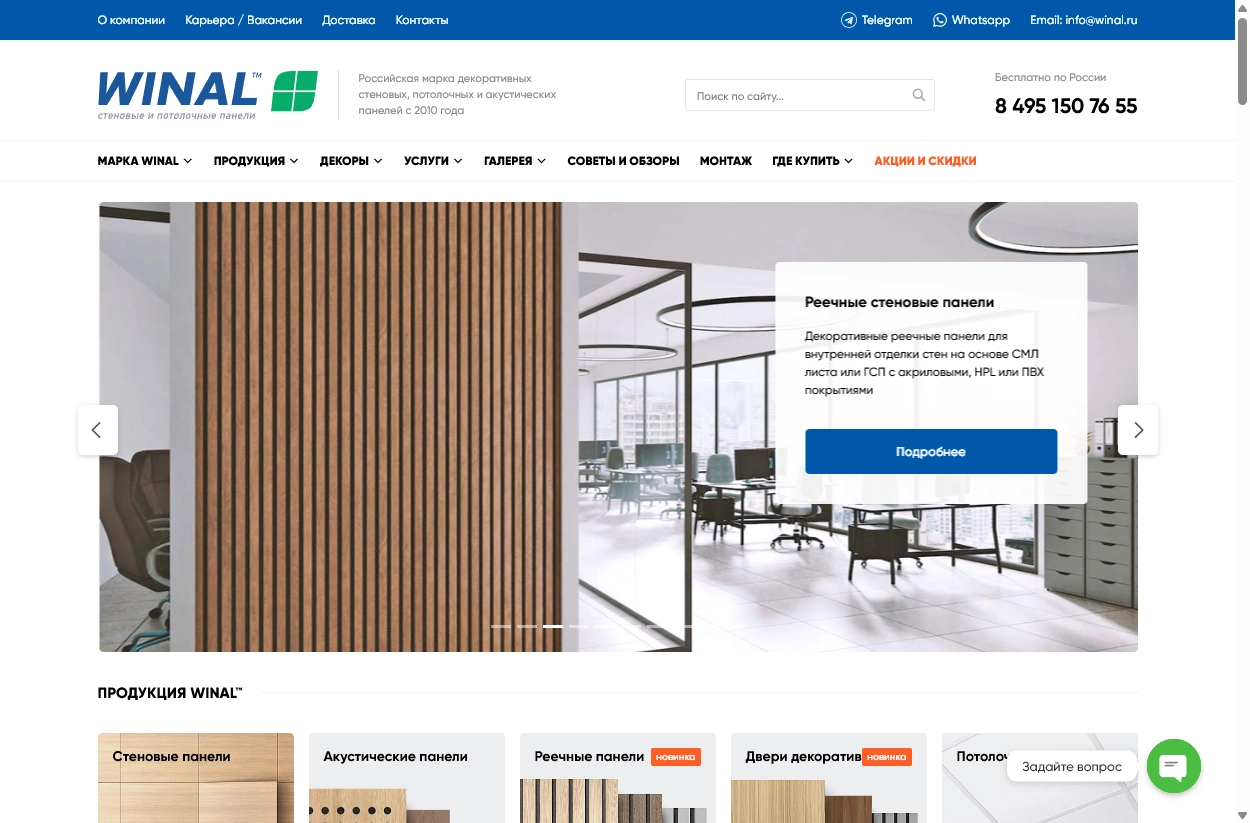 О компании
Карьера / Вакансии
Доставка
Контакты
Telegram
Whatsapp
Email: info@winal.ru
WINAL™
стеновые и потолочные панели
Российская марка декоративных
стеновых, потолочных и акустических
панелей с 2010 года
Поиск по сайту...
Бесплатно по России
8 495 150 76 55
МАРКА WINAL
ПРОДУКЦИЯ
ДЕКОРЫ
УСЛУГИ
ГАЛЕРЕЯ
СОВЕТЫ И ОБЗОРЫ
МОНТАЖ
ГДЕ КУПИТЬ
АКЦИИ И СКИДКИ
Реечные стеновые панели
Декоративные реечные панели для
внутренней отделки стен на основе СМЛ
листа или ГСП с акриловыми, HPL или ПВХ
покрытиями
Подробнее
ПРОДУКЦИЯ WINAL™
Стеновые панели
Акустические панели
Реечные панели
новинка
Двери декоратив
новинка
Задайте вопрос